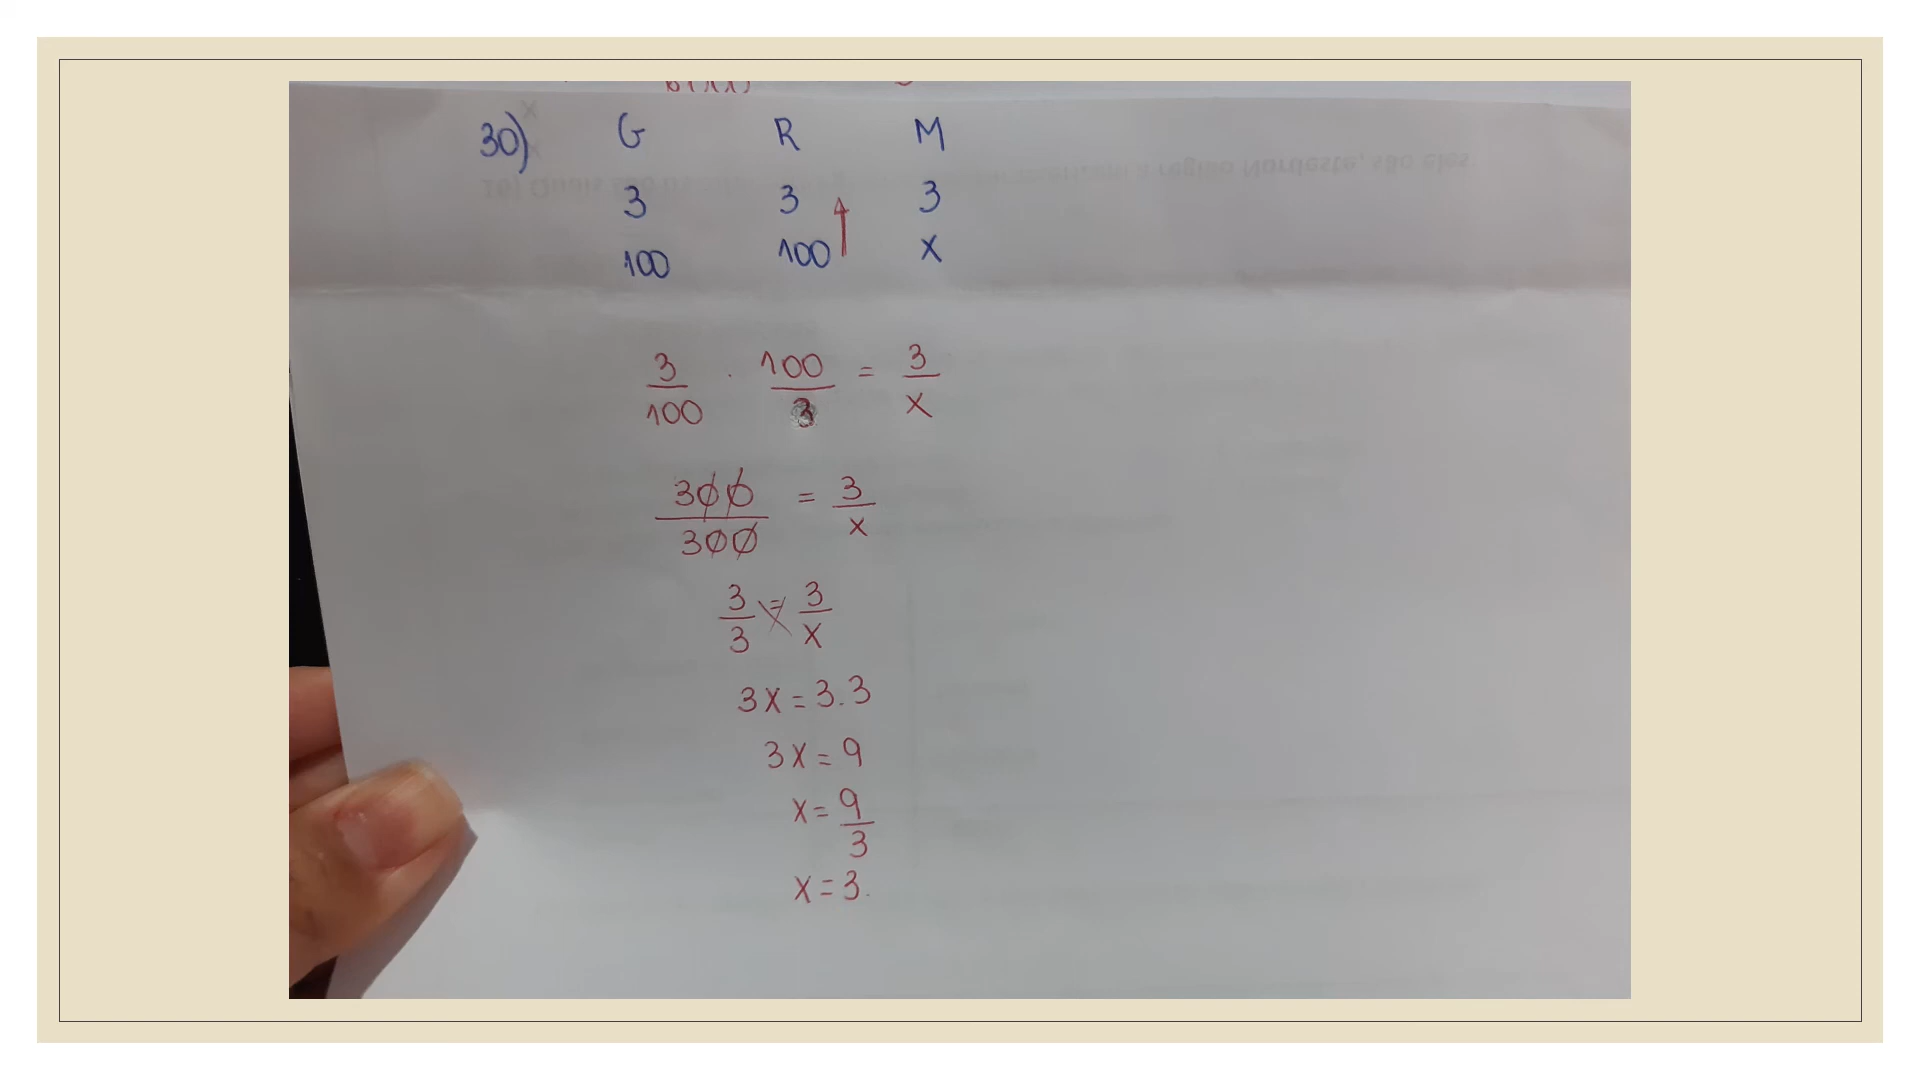 30) G R M
3 3 3
100 100 X
3/100 . 100/3 = 3/X
300/300 = 3/X
3/3 = 3/X
3X = 3.3
3X = 9
X = 9/3
X = 3.